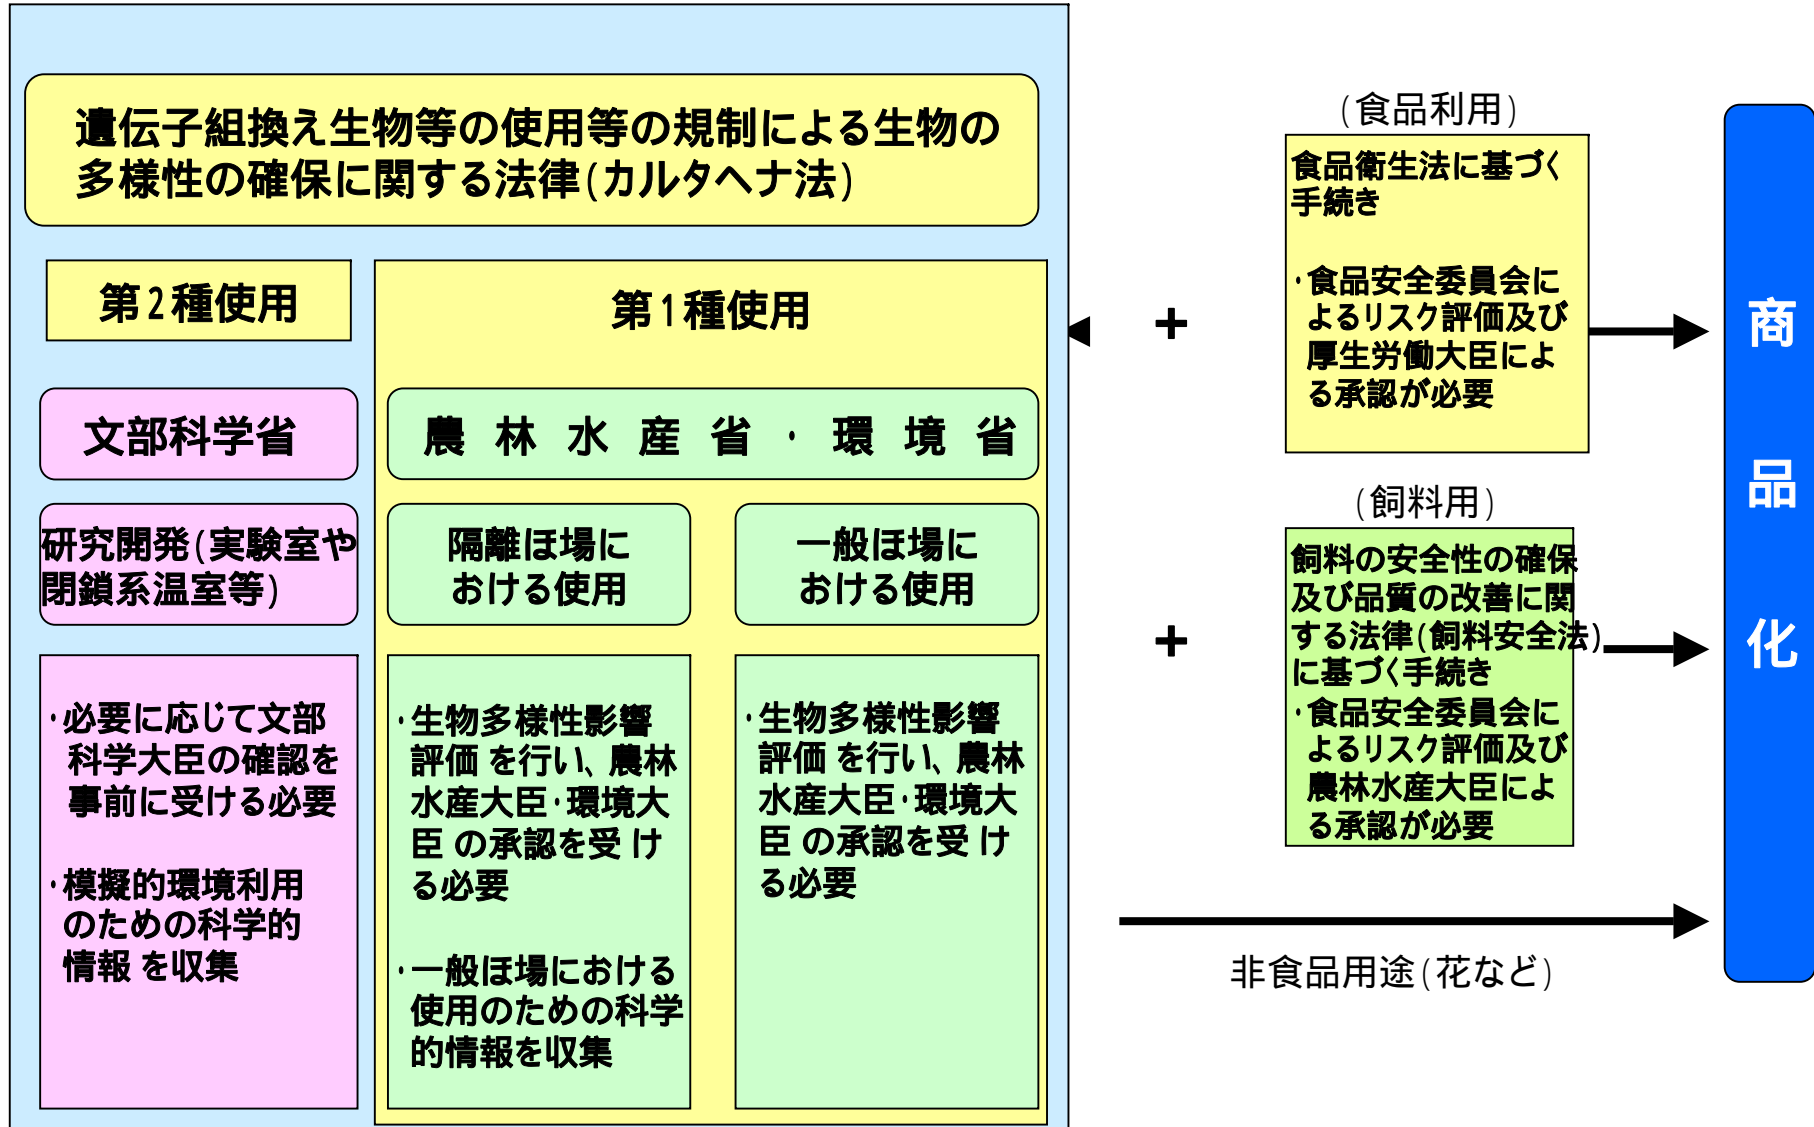 遺伝子組換え生物等の使用等の規制による生物の
多様性の確保に関する法律(カルタヘナ法)
第2種使用
第1種使用
文部科学省
農林水産省・環境省
研究開発(実験室や
閉鎖系温室等)
隔離ほ場に
おける使用
一般ほ場に
おける使用
・必要に応じて文部
科学大臣の確認を
事前に受ける必要
・模擬的環境利用
のための科学的
情報を収集
・生物多様性影響
評価を行い、農林
水産大臣・環境大
臣の承認を受け
る必要
・一般ほ場における
使用のための科学
的情報を収集
・生物多様性影響
評価を行い、農林
水産大臣・環境大
臣の承認を受け
る必要
+
(食品利用)
食品衛生法に基づく
手続き
・食品安全委員会に
よるリスク評価及び
厚生労働大臣によ
る承認が必要
+
(飼料用)
飼料の安全性の確保
及び品質の改善に関
する法律(飼料安全法)
に基づく手続き
・食品安全委員会に
よるリスク評価及び
農林水産大臣によ
る承認が必要
非食品用途(花など)
商
品
化